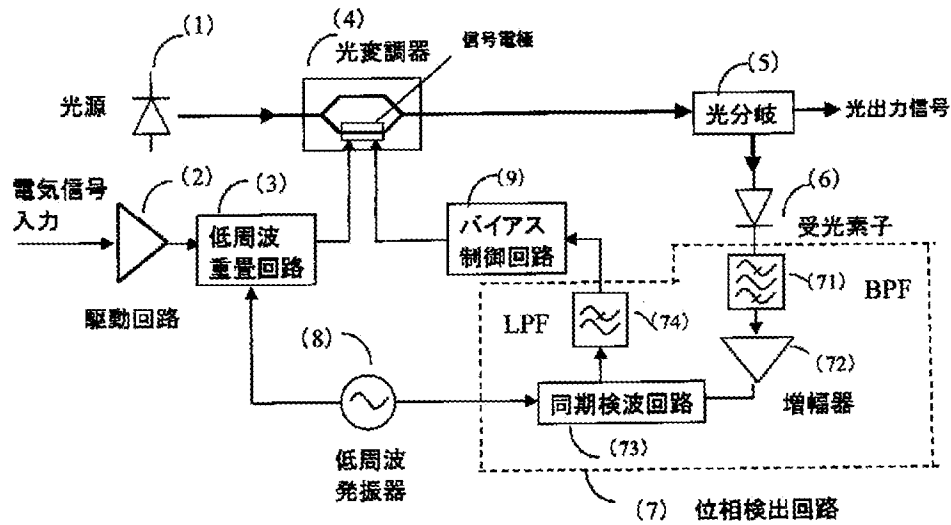 (1)
光源
(4)
光変調器
信号電極
(5)
光分岐
光出力信号
電気信号
入力
(2)
駆動回路
(3)
低周波
重畳回路
(9)
バイアス
制御回路
(6)
受光素子
(71)
BPF
LPF
(74)
(72)
増幅器
(8)
低周波
発振器
同期検波回路
(73)
(7) 位相検出回路